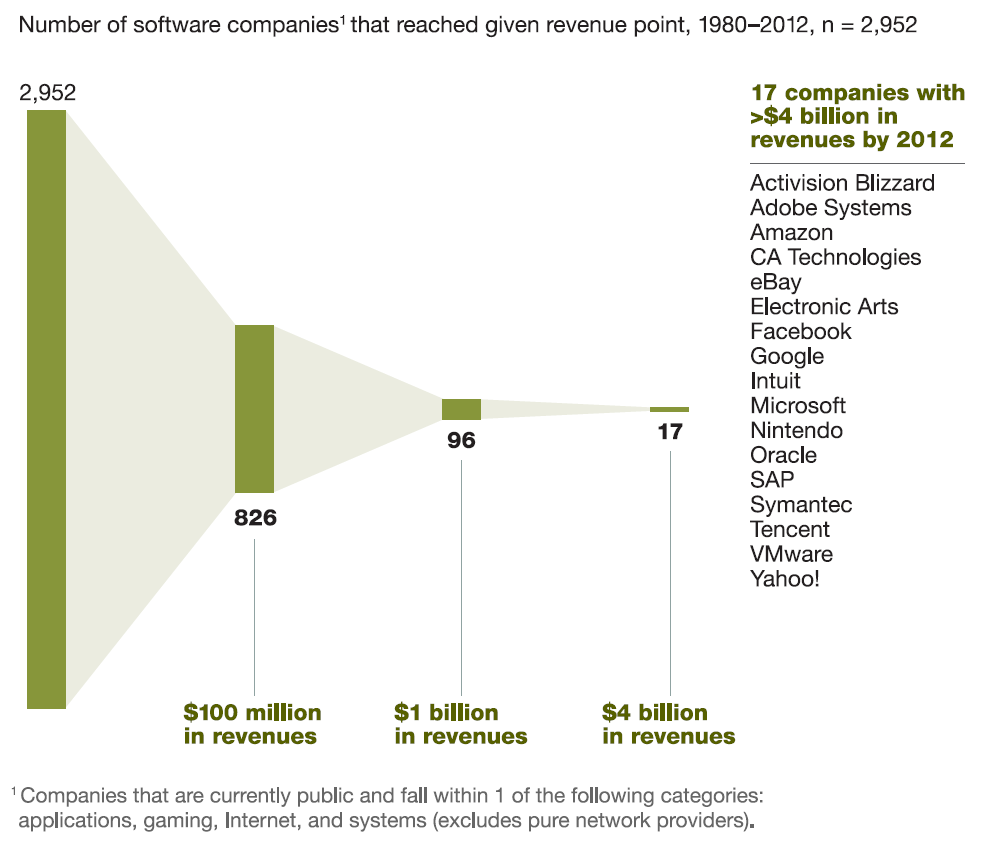 Number of software companies¹ that reached given revenue point, 1980–2012, n = 2,952
2,952
826
96
17
$100 million
in revenues
$1 billion
in revenues
$4 billion
in revenues
17 companies with
>$4 billion in
revenues by 2012
Activision Blizzard
Adobe Systems
Amazon
CA Technologies
eBay
Electronic Arts
Facebook
Google
Intuit
Microsoft
Nintendo
Oracle
SAP
Symantec
Tencent
VMware
Yahoo!
¹ Companies that are currently public and fall within 1 of the following categories:
applications, gaming, Internet, and systems (excludes pure network providers).